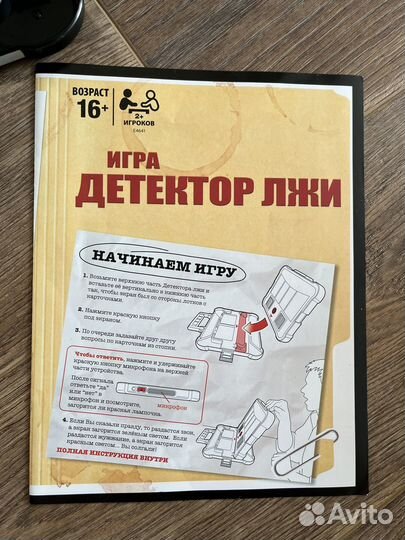 ВОЗРАСТ
16+
2+
ИГРОКОВ
E4641
ИГРА
ДЕТЕКТОР ЛЖИ
НАЧИНАЕМ ИГРУ
1. Возьмите верхнюю часть Детектора лжи и
вставьте её вертикально в нижнюю часть
так, чтобы экран был со стороны лотков с
карточками.
2. Нажмите красную кнопку
под экраном.
3. По очереди задавайте друг другу
вопросы по карточкам из стопки.
Чтобы ответить, нажмите и удерживайте
красную кнопку микрофона на верхней
части устройства.
После сигнала
ответьте "да"
или "нет" в
микрофон и посмотрите,
загорится ли красная лампочка.
микрофон
4. Если Вы сказали правду, то раздастся звон,
а экран загорится зелёным светом. Если
раздастся жужжание, а экран загорится
красным светом... Вы солгали!
ПОЛНАЯ ИНСТРУКЦИЯ ВНУТРИ
Avito